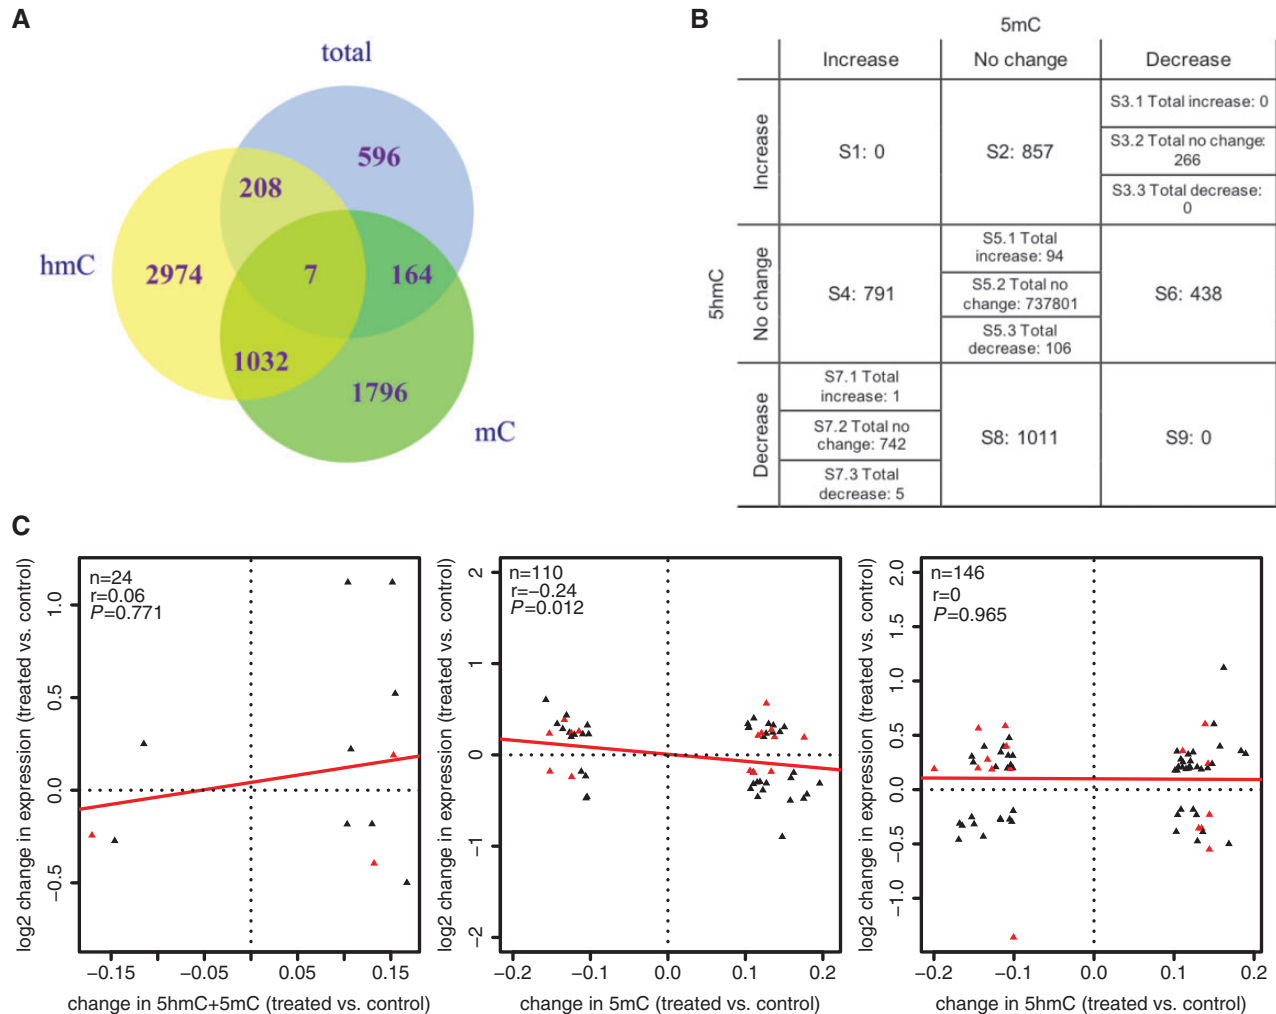 A
total
596
208
hmC
2974
7
164
1032
1796
mC
B
5mC
Increase
No change
Decrease
5hmC
Increase
S1: 0
S2: 857
S3.1 Total increase: 0
S3.2 Total no change:
266
S3.3 Total decrease:
0
No change
S4: 791
S5.1 Total
increase: 94
S5.2 Total no
change: 737801
S5.3 Total
decrease: 106
S6: 438
Decrease
S7.1 Total
increase: 1
S7.2 Total no
change: 742
S7.3 Total
decrease: 5
S8: 1011
S9: 0
C
log2 change in expression (treated vs. control)
1.0
0.5
0.0
−0.5
n=24
r=0.06
P=0.771
−0.15
−0.05
0.05
0.15
change in 5hmC+5mC (treated vs. control)
log2 change in expression (treated vs. control)
2
1
0
−1
−2
n=110
r=−0.24
P=0.012
−0.2
−0.1
0.0
0.1
0.2
change in 5mC (treated vs. control)
log2 change in expression (treated vs. control)
2.0
1.5
1.0
0.5
0.0
−0.5
−1.0
n=146
r=0
P=0.965
−0.2
−0.1
0.0
0.1
0.2
change in 5hmC (treated vs. control)